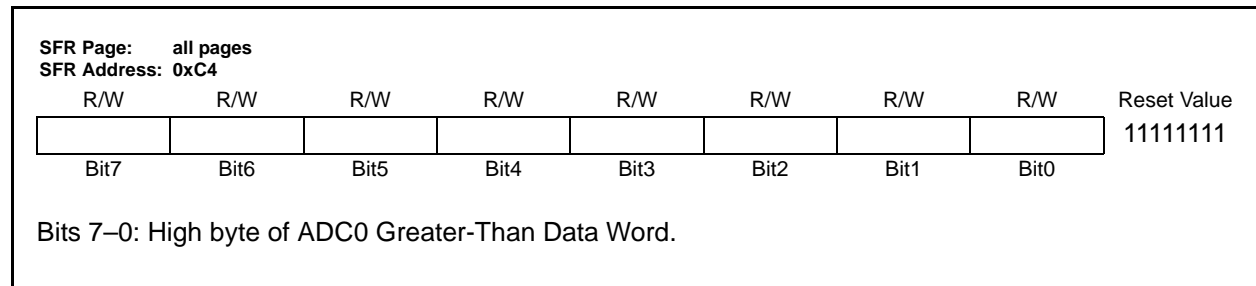 SFR Page: all pages
SFR Address: 0xC4
R/W R/W R/W R/W R/W R/W R/W R/W Reset Value
11111111
Bit7 Bit6 Bit5 Bit4 Bit3 Bit2 Bit1 Bit0
Bits 7–0: High byte of ADC0 Greater-Than Data Word.